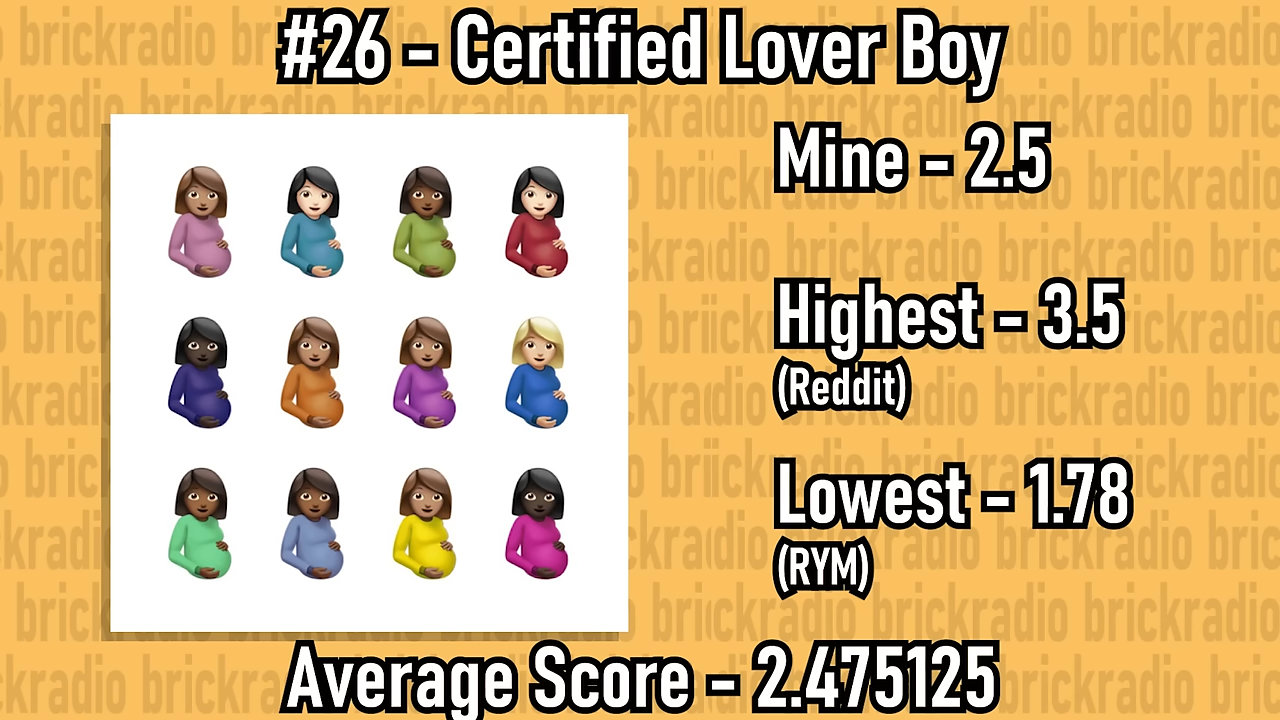 #26 - Certified Lover Boy
Mine - 2.5
Highest - 3.5
(Reddit)
Lowest - 1.78
(RYM)
Average Score - 2.475125
brickradio